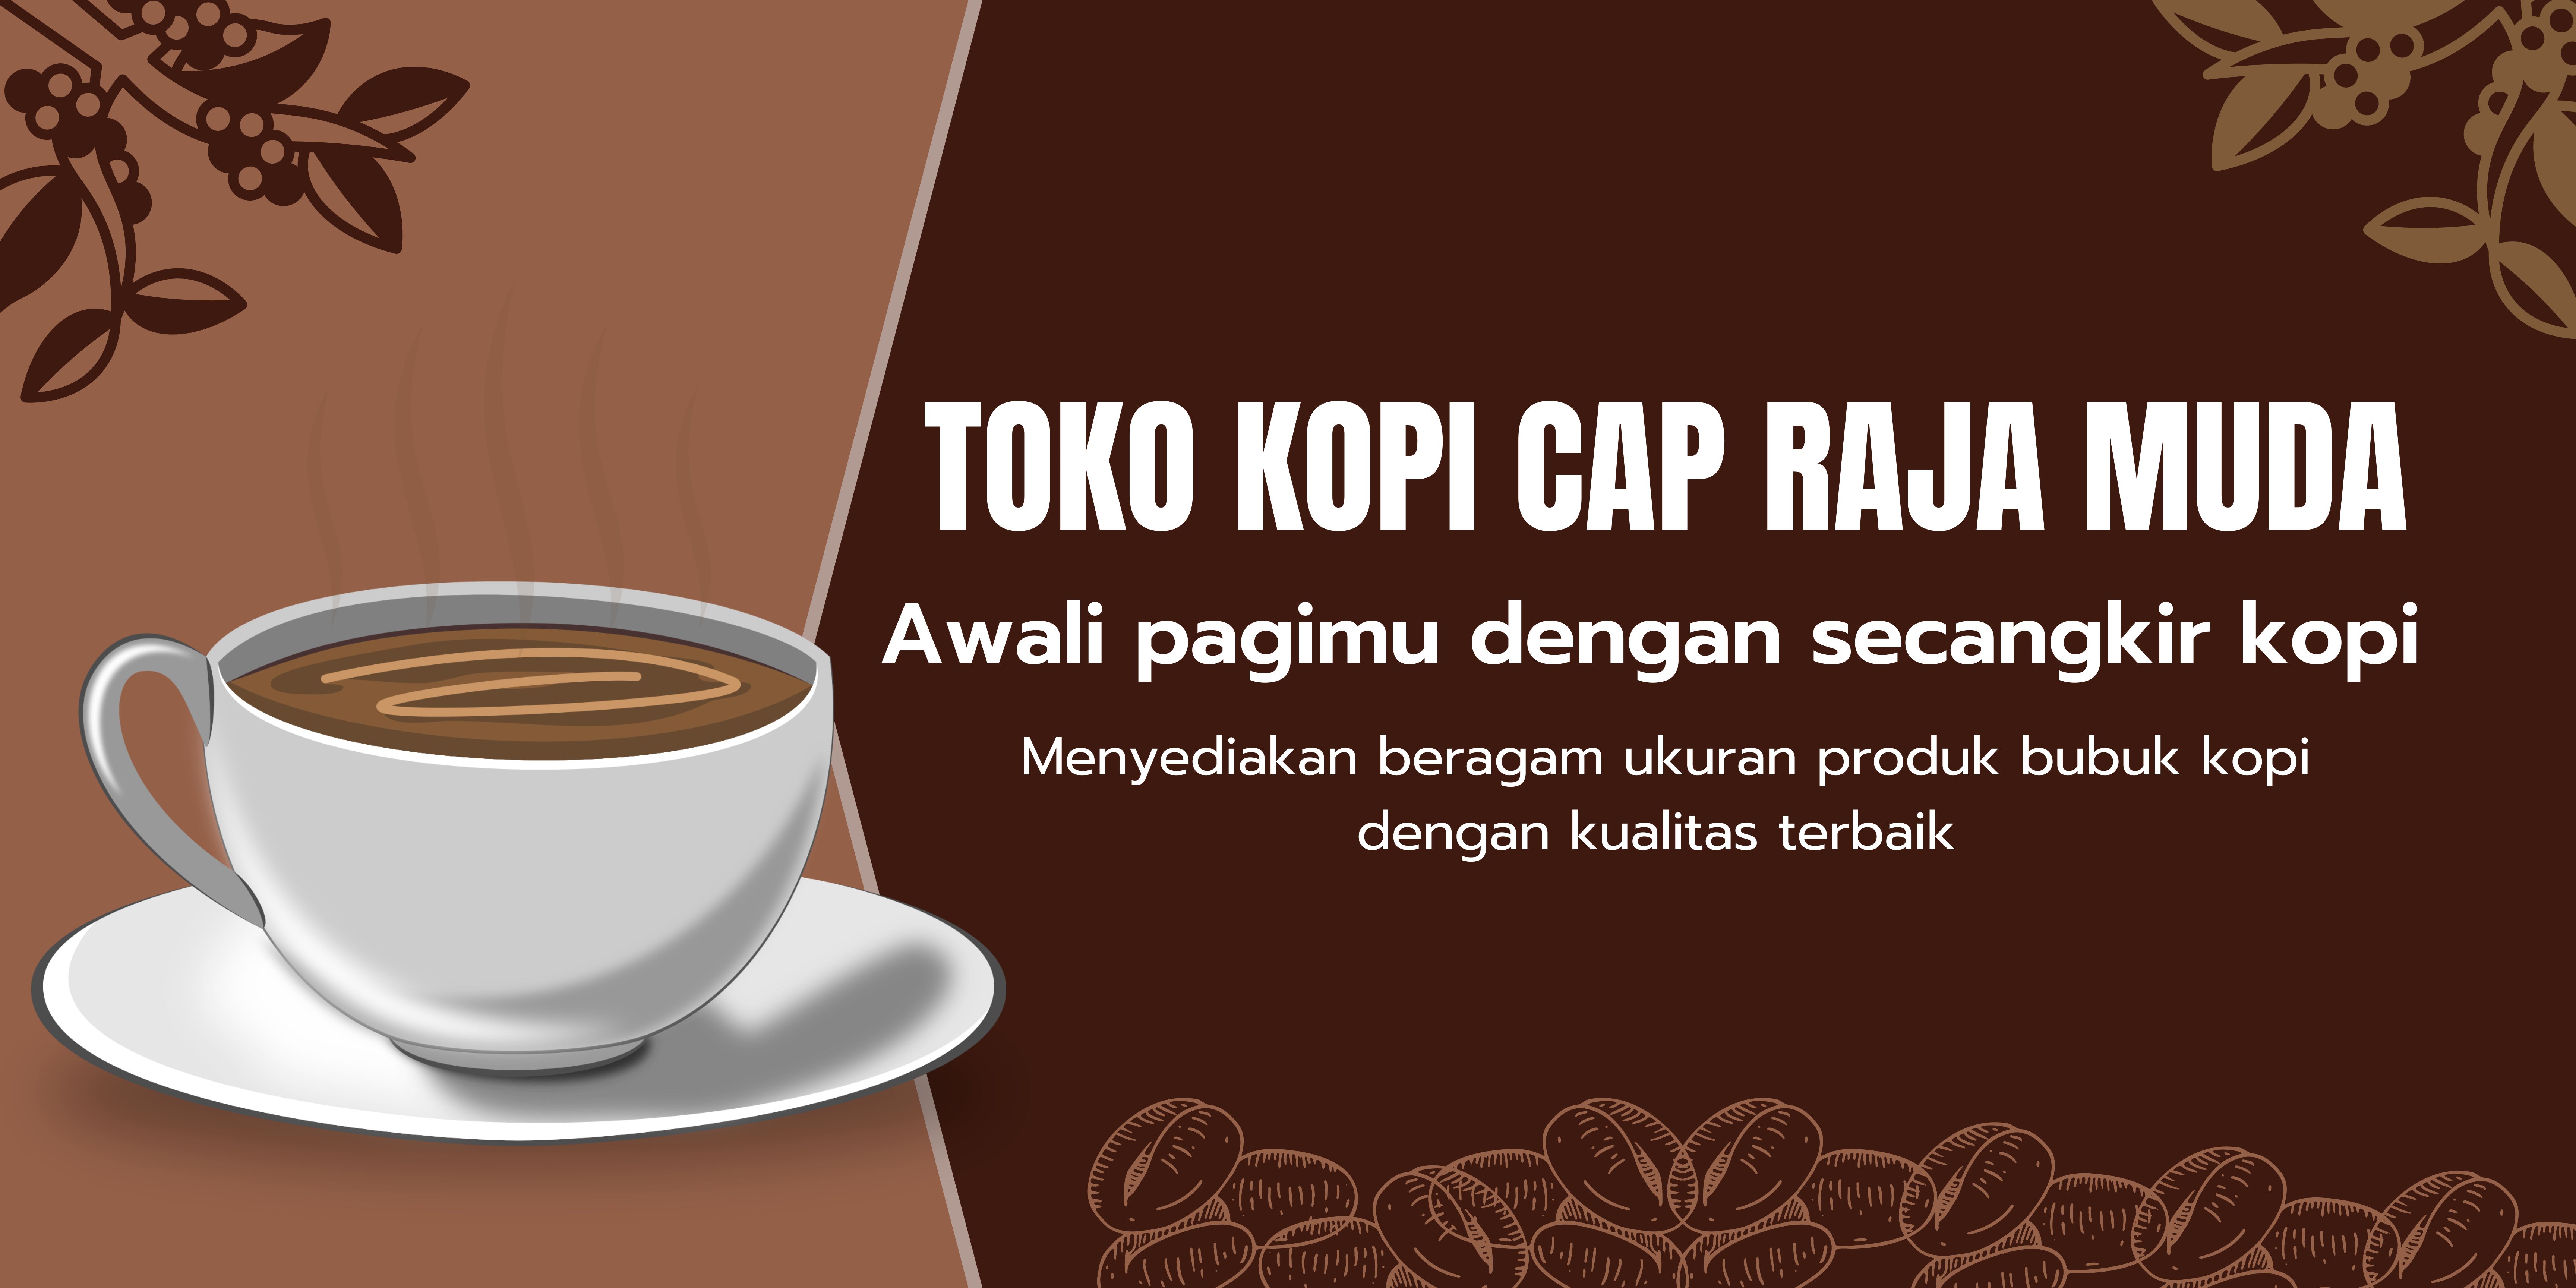 TOKO KOPI CAP RAJA MUDA
Awali pagimu dengan secangkir kopi
Menyediakan beragam ukuran produk bubuk kopi
dengan kualitas terbaik